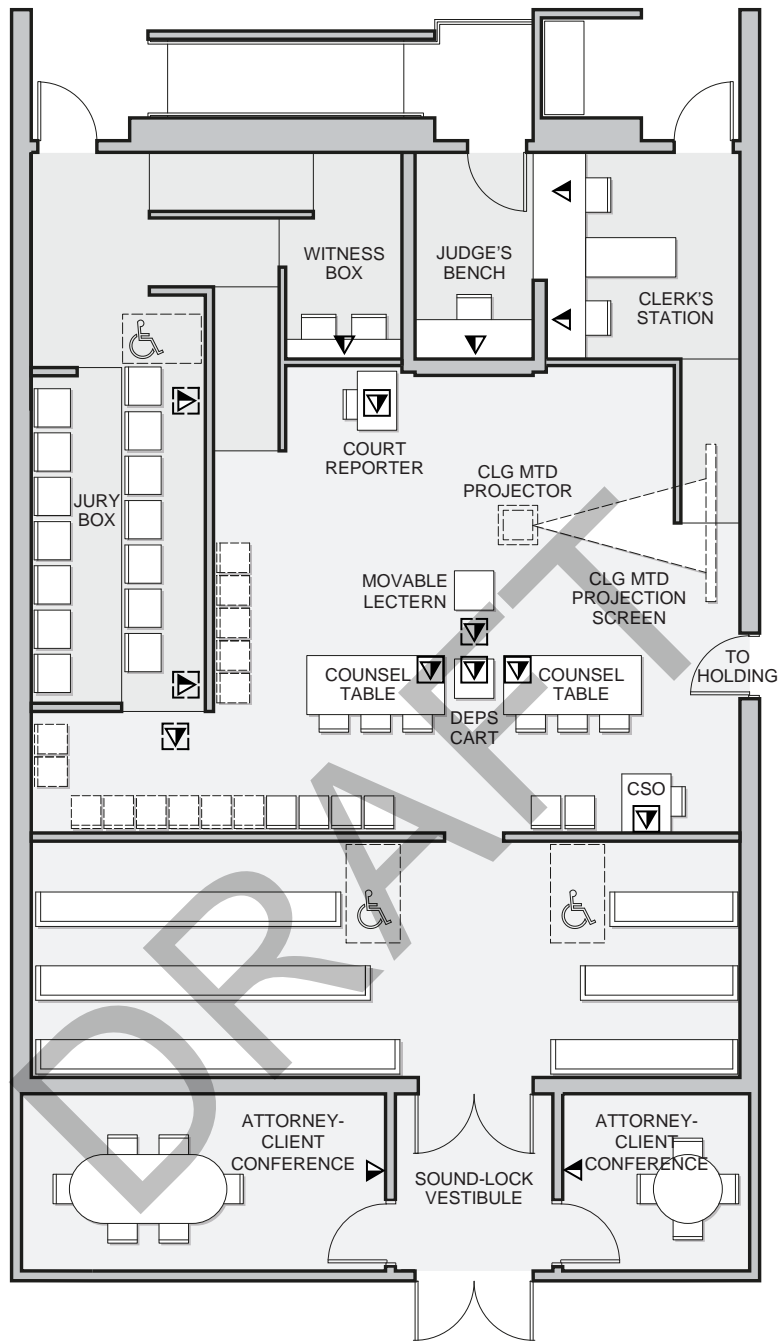 WITNESS
BOX
JUDGE'S
BENCH
CLERK'S
STATION
COURT
REPORTER
CLG MTD
PROJECTOR
JURY
BOX
MOVABLE
LECTERN
CLG MTD
PROJECTION
SCREEN
TO
HOLDING
COUNSEL
TABLE
COUNSEL
TABLE
DEPS
CART
CSO
DRAFT
ATTORNEY-
CLIENT
CONFERENCE
SOUND-LOCK
VESTIBULE
ATTORNEY-
CLIENT
CONFERENCE